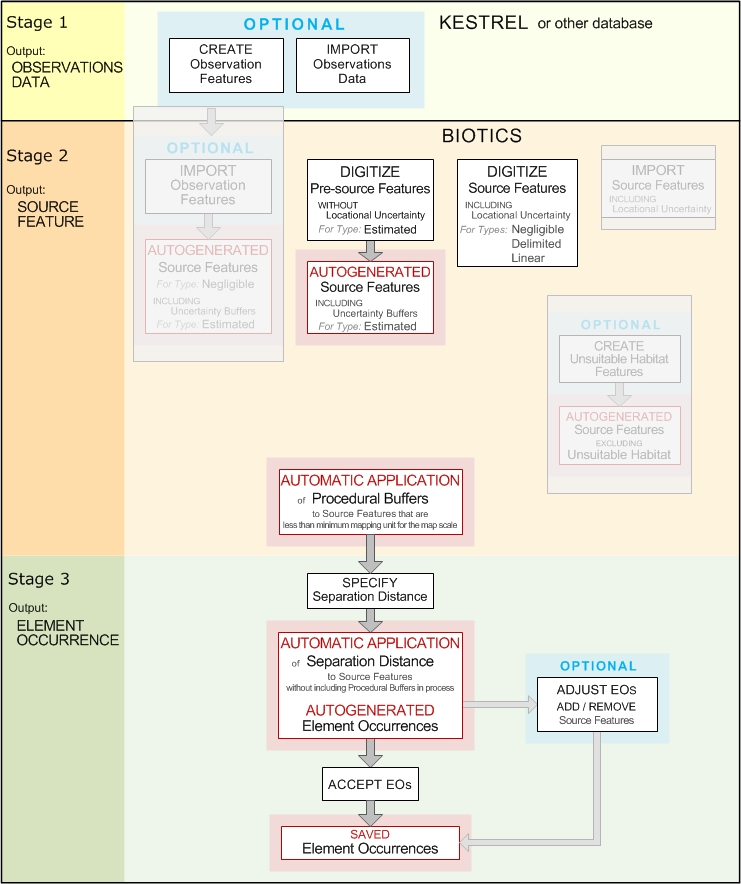 Stage 1
Output:
OBSERVATIONS
DATA
OPTIONAL
CREATE
Observation
Features
IMPORT
Observations
Data
KESTREL or other database
Stage 2
Output:
SOURCE
FEATURE
BIOTICS
OPTIONAL
IMPORT
Observation
Features
AUTOGENERATED
Source Features
For Type: Negligible
INCLUDING
Uncertainty Buffers
For Type: Estimated
DIGITIZE
Pre-source Features
WITHOUT
Locational Uncertainty
For Type: Estimated
AUTOGENERATED
Source Features
INCLUDING
Uncertainty Buffers
For Type: Estimated
DIGITIZE
Source Features
INCLUDING
Locational Uncertainty
For Types: Negligible
Delimited
Linear
IMPORT
Source Features
INCLUDING
Locational Uncertainty
OPTIONAL
CREATE
Unsuitable Habitat
Features
AUTOGENERATED
Source Features
EXCLUDING
Unsuitable Habitat
AUTOMATIC APPLICATION
of Procedural Buffers
to Source Features that are
less than minimum mapping unit for the map scale
Stage 3
Output:
ELEMENT
OCCURRENCE
SPECIFY
Separation Distance
AUTOMATIC APPLICATION
of Separation Distance
to Source Features
without including Procedural Buffers in process
AUTOGENERATED
Element Occurrences
OPTIONAL
ADJUST EOs
ADD / REMOVE
Source Features
ACCEPT EOs
SAVED
Element Occurrences